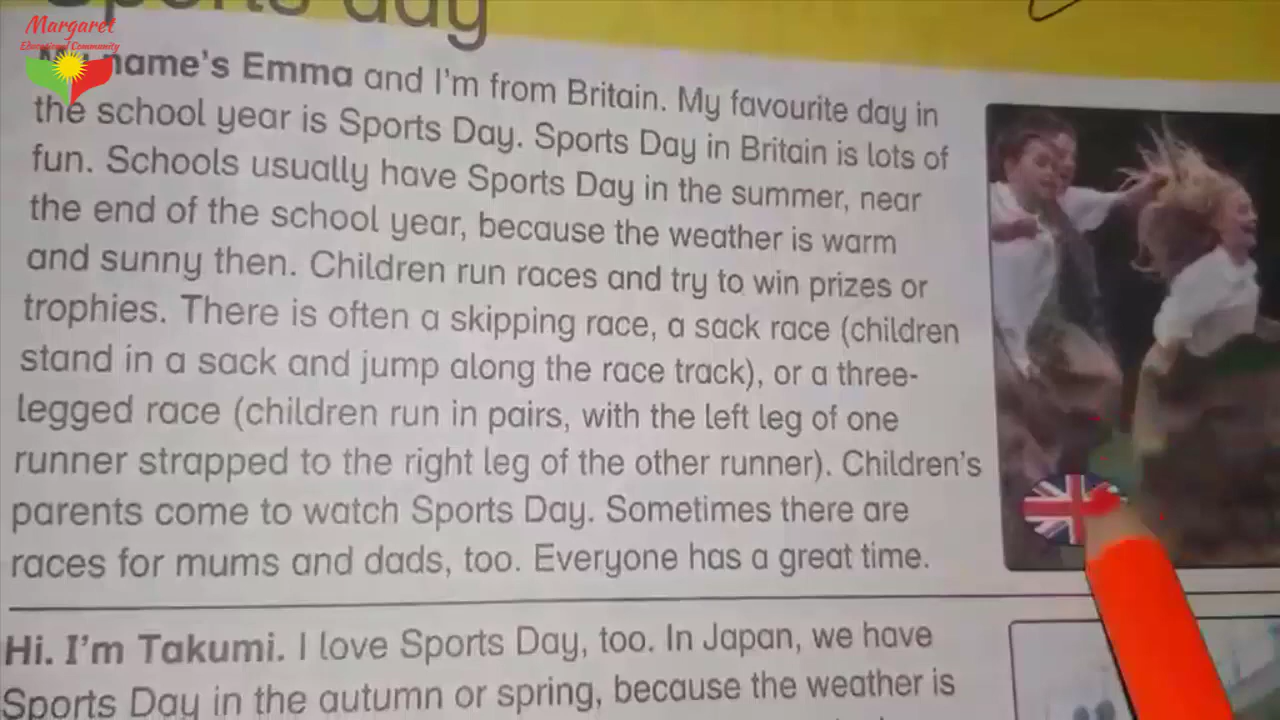 Sports day
Margaret
Educational Community
My name's Emma and I'm from Britain. My favourite day in
the school year is Sports Day. Sports Day in Britain is lots of
fun. Schools usually have Sports Day in the summer, near
the end of the school year, because the weather is warm
and sunny then. Children run races and try to win prizes or
trophies. There is often a skipping race, a sack race (children
stand in a sack and jump along the race track), or a three-
legged race (children run in pairs, with the left leg of one
runner strapped to the right leg of the other runner). Children's
parents come to watch Sports Day. Sometimes there are
races for mums and dads, too. Everyone has a great time.
Hi. I'm Takumi. I love Sports Day, too. In Japan, we have
Sports Day in the autumn or spring, because the weather is